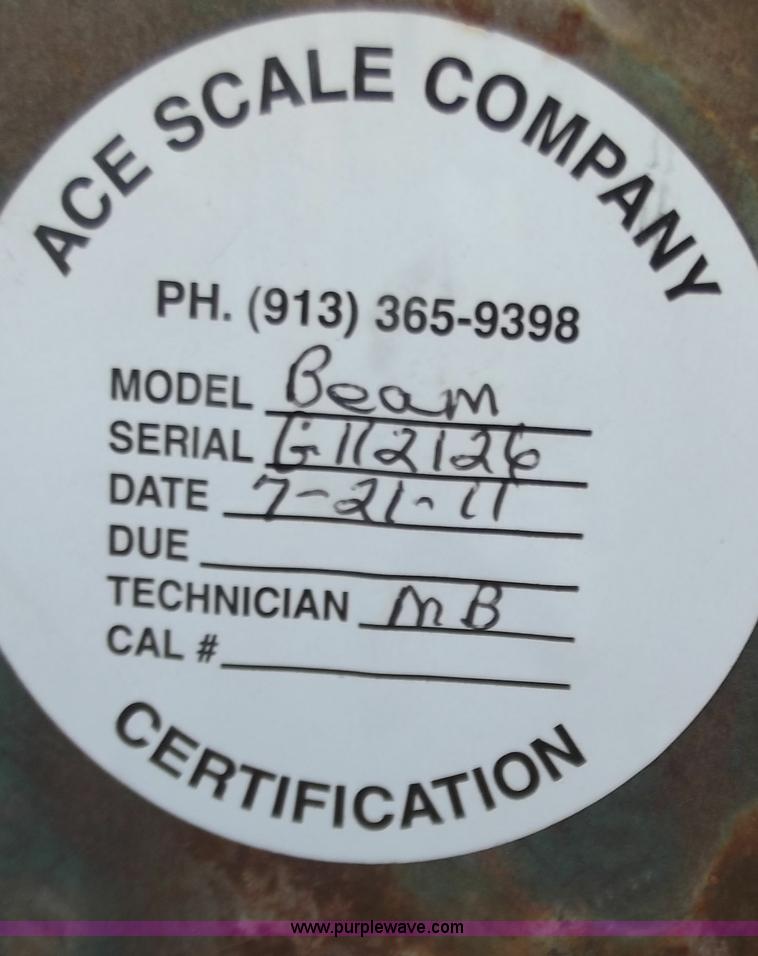 ACE SCALE COMPANY
PH. (913) 365-9398
MODEL Beam
SERIAL G112126
DATE 7-21-11
DUE
TECHNICIAN MB
CAL #
CERTIFICATION
www.purplewave.com